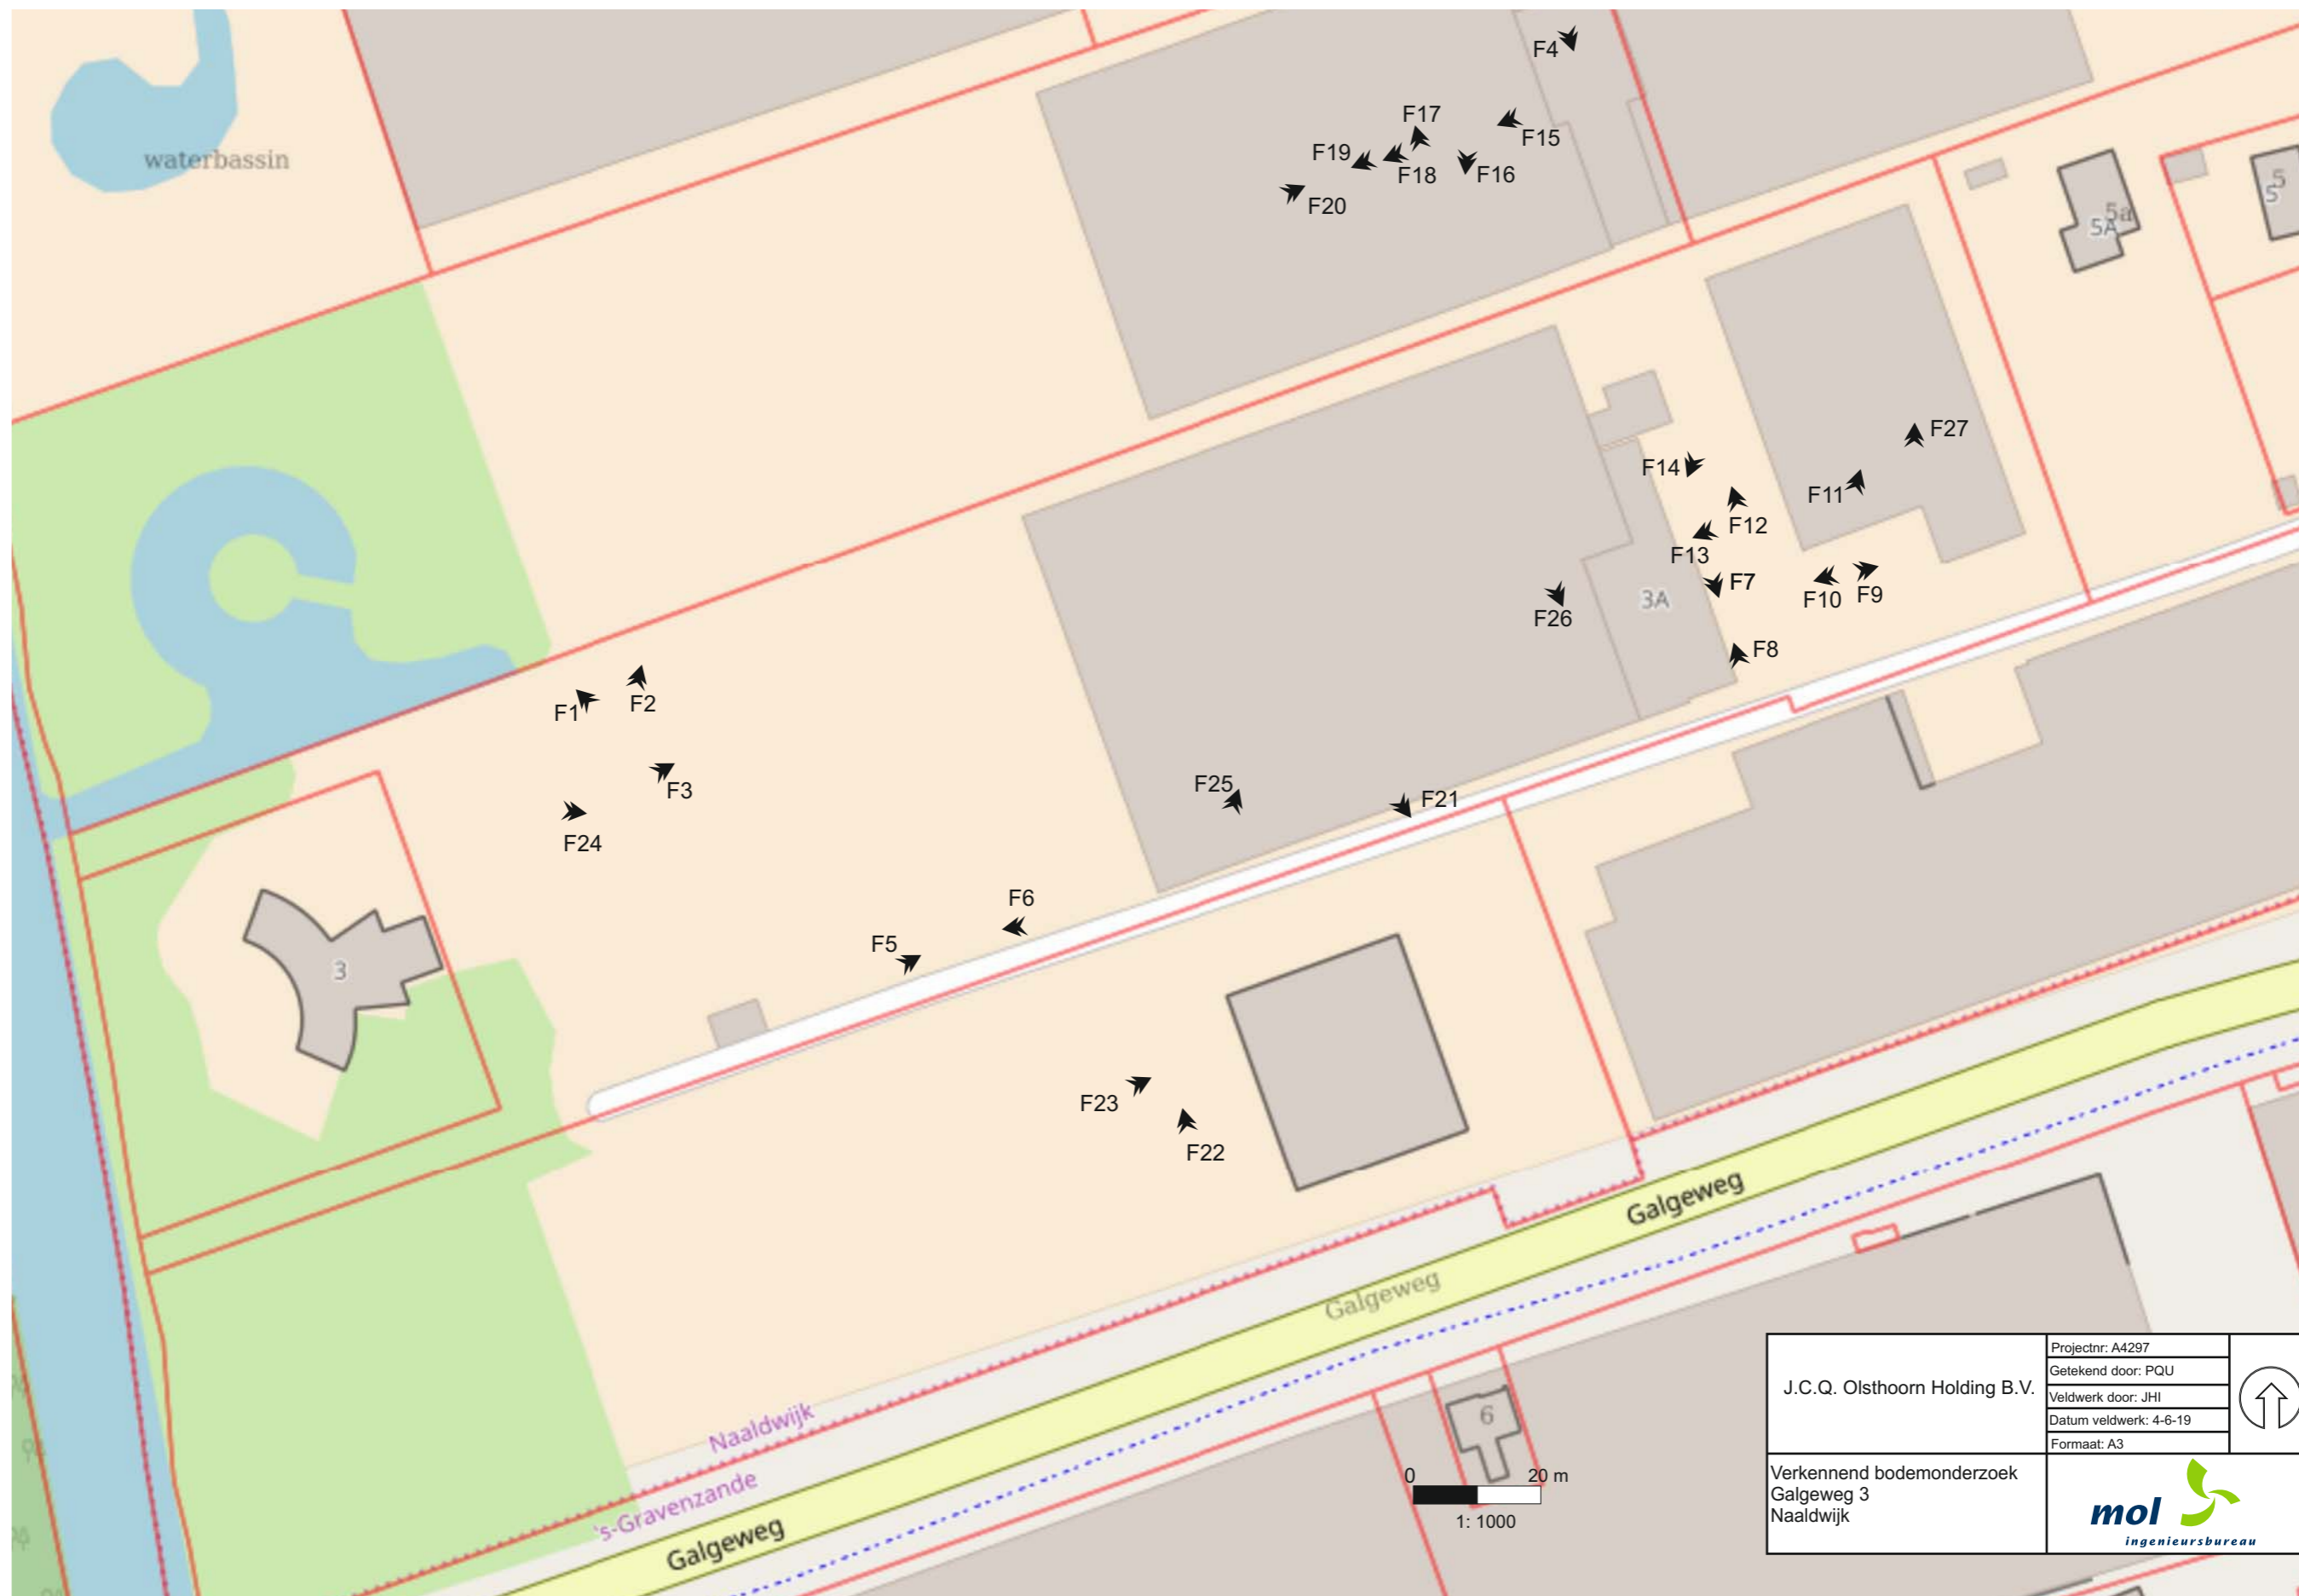 F4
F17
F15
F19
F18
F16
F20
waterbassin
5
5
5a
5A
F27
F14
F11
F12
F13
F7
F10
F9
3A
F26
F8
F1
F2
F3
F24
F25
F21
F6
F5
3
F23
F22
Galgeweg
Galgeweg
Naaldwijk
's-Gravenzande
Galgeweg
6
0 20 m
1: 1000
J.C.Q. Olsthoorn Holding B.V.
Projectnr: A4297
Getekend door: PQU
Veldwerk door: JHI
Datum veldwerk: 4-6-19
Formaat: A3
Verkennend bodemonderzoek
Galgeweg 3
Naaldwijk
mol
ingenieursbureau